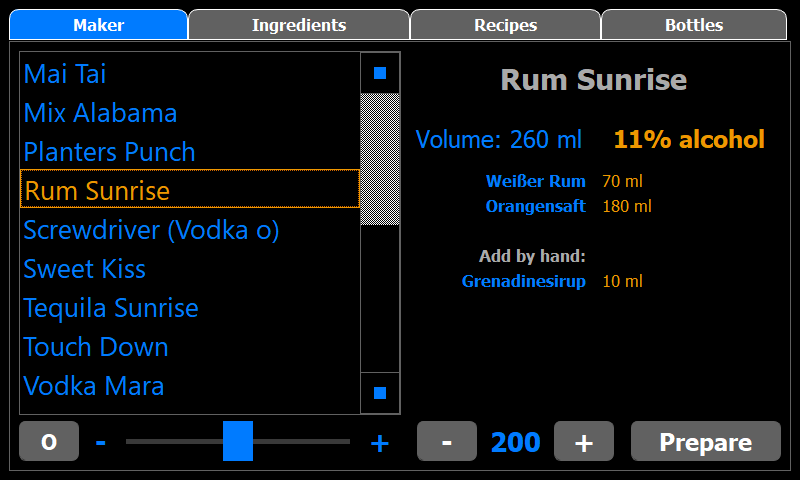 Maker Ingredients Recipes Bottles
Mai Tai
Mix Alabama
Planters Punch
Rum Sunrise
Screwdriver (Vodka o)
Sweet Kiss
Tequila Sunrise
Touch Down
Vodka Mara
Rum Sunrise
Volume: 260 ml 11% alcohol
Weißer Rum 70 ml
Orangensaft 180 ml
Add by hand:
Grenadinesirup 10 ml
O - + - 200 + Prepare